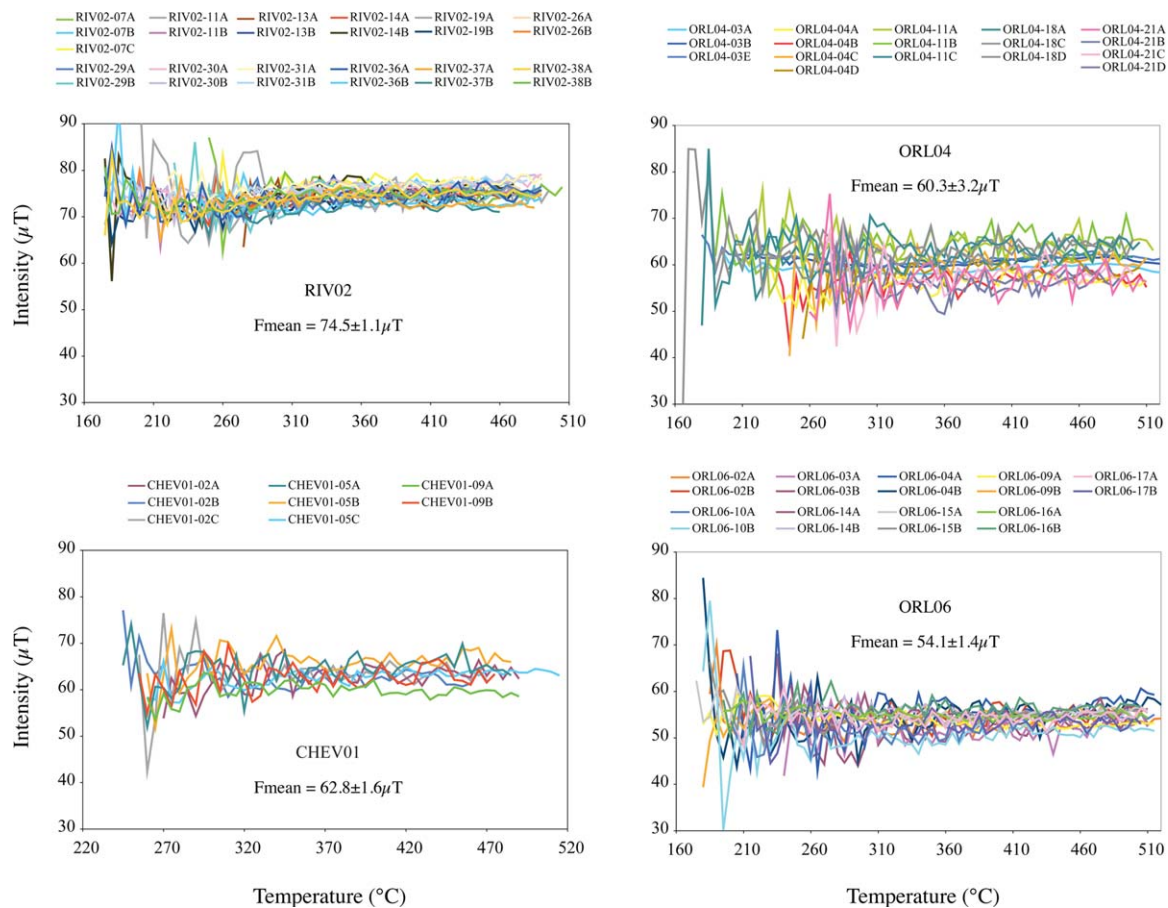 RIV02-07A RIV02-11A RIV02-13A RIV02-14A RIV02-19A RIV02-26A
RIV02-07B RIV02-11B RIV02-13B RIV02-14B RIV02-19B RIV02-26B
RIV02-07C
RIV02-29A RIV02-30A RIV02-31A RIV02-36A RIV02-37A RIV02-38A
RIV02-29B RIV02-30B RIV02-31B RIV02-36B RIV02-37B RIV02-38B
90
80
70
60
50
40
30
Intensity (μT)
RIV02
Fmean = 74.5±1.1μT
160 210 260 310 360 410 460 510
ORL04-03A ORL04-04A ORL04-11A ORL04-18A ORL04-21A
ORL04-03B ORL04-04B ORL04-11B ORL04-18C ORL04-21B
ORL04-03E ORL04-04C ORL04-11C ORL04-18D ORL04-21C
ORL04-04D ORL04-21D
90
80
70
60
50
40
30
ORL04
Fmean = 60.3±3.2μT
160 210 260 310 360 410 460 510
CHEV01-02A CHEV01-05A CHEV01-09A
CHEV01-02B CHEV01-05B CHEV01-09B
CHEV01-02C CHEV01-05C
90
80
70
60
50
40
30
Intensity (μT)
CHEV01
Fmean = 62.8±1.6μT
220 270 320 370 420 470 520
Temperature (°C)
ORL06-02A ORL06-03A ORL06-04A ORL06-09A ORL06-17A
ORL06-02B ORL06-03B ORL06-04B ORL06-09B ORL06-17B
ORL06-10A ORL06-14A ORL06-15A ORL06-16A
ORL06-10B ORL06-14B ORL06-15B ORL06-16B
90
80
70
60
50
40
30
ORL06
Fmean = 54.1±1.4μT
160 210 260 310 360 410 460 510
Temperature (°C)